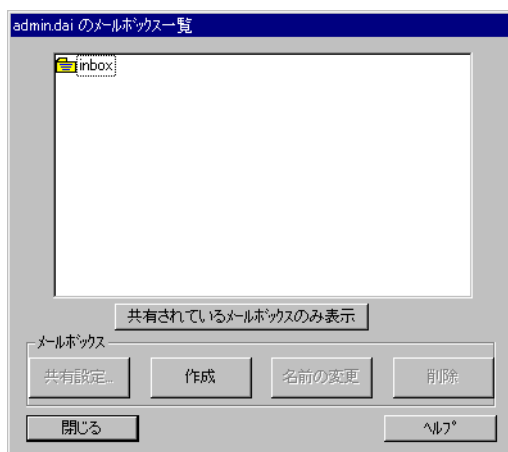 admin.dai のﾒｰﾙﾎﾞｯｸｽ一覧
inbox
共有されているﾒｰﾙﾎﾞｯｸｽのみ表示
ﾒｰﾙﾎﾞｯｸｽ
共有設定...
作成
名前の変更
削除
閉じる
ﾍﾙﾌﾟ